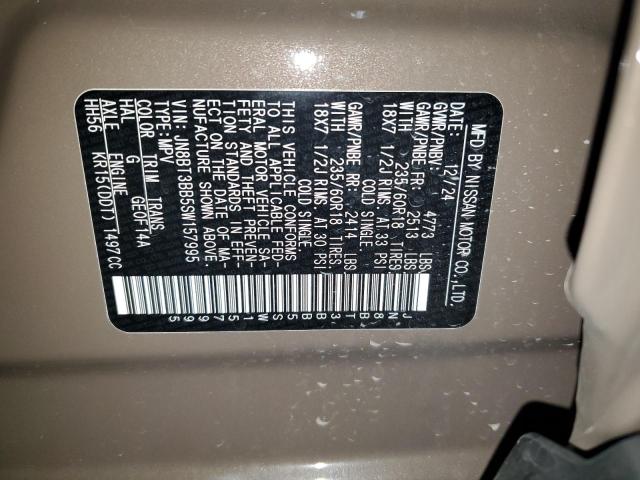 MFD BY NISSAN MOTOR CO.,LTD.
DATE: 12/24
GVWR/PNBV: 4773 LBS
GAWR/PNBE FR: 2513 LBS
WITH 235/60R18 TIRES
18X7 1/2J RIMS, AT 33 PSI
COLD SINGLE
GAWR/PNBE RR: 2414 LBS
WITH 235/60R18 TIRES
18X7 1/2J RIMS, AT 30 PSI
COLD SINGLE
THIS VEHICLE CONFORMS
TO ALL APPLICABLE FED-
ERAL MOTOR VEHICLE SA-
FETY AND THEFT PREVEN-
TION STANDARDS IN EFF-
ECT ON THE DATE OF MA-
NUFACTURE SHOWN ABOVE.
VIN: JN8BT3BB5SW157995
TYPE:MPV
COLOR TRIM TRANS
HAL G GE0F14A
AXLE ENGINE
HH56 KR15(DDT) 1497CC
JN8BT3BB5SW157995